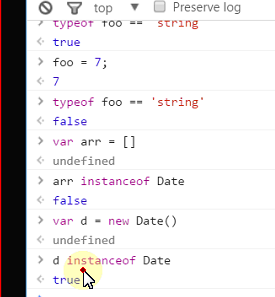 top Preserve log
typeof foo == 'string'
true
foo = 7;
7
typeof foo == 'string'
false
var arr = []
undefined
arr instanceof Date
false
var d = new Date()
undefined
d instanceof Date
true